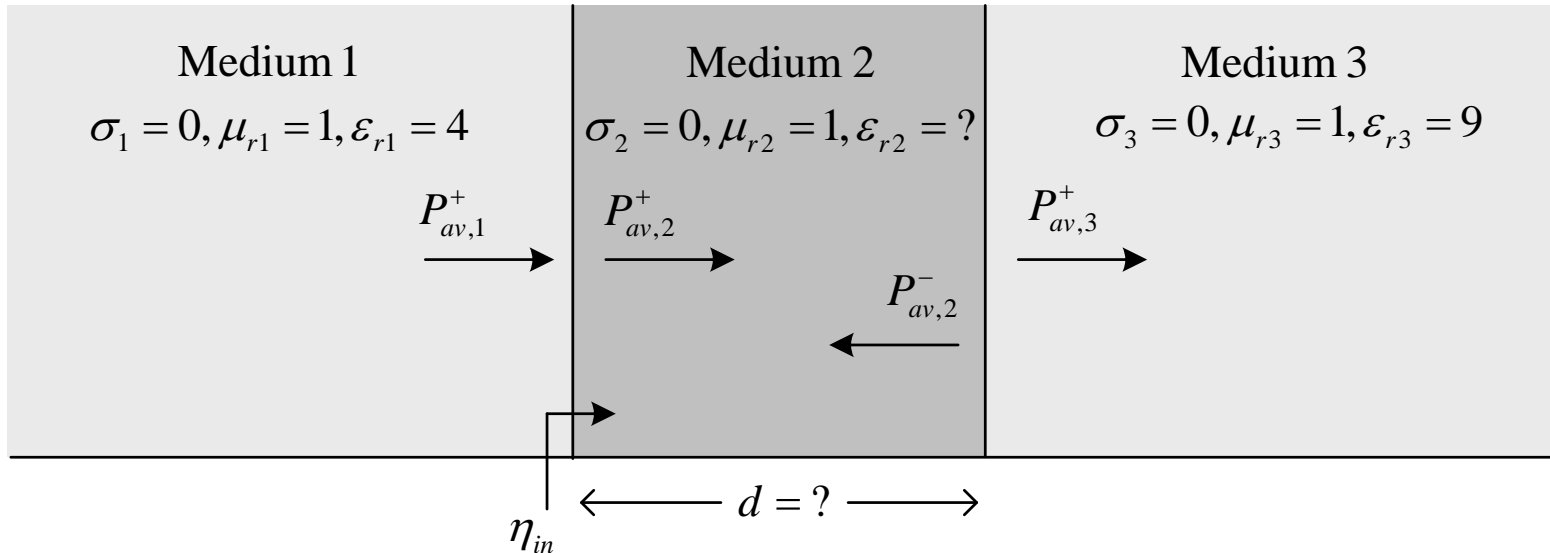 Medium 1
Medium 2
Medium 3
σ₁ = 0, μᵣ₁ = 1, εᵣ₁ = 4
σ₂ = 0, μᵣ₂ = 1, εᵣ₂ = ?
σ₃ = 0, μᵣ₃ = 1, εᵣ₃ = 9
P⁺av,1
P⁺av,2
P⁺av,3
P⁻av,2
d = ?
ηin